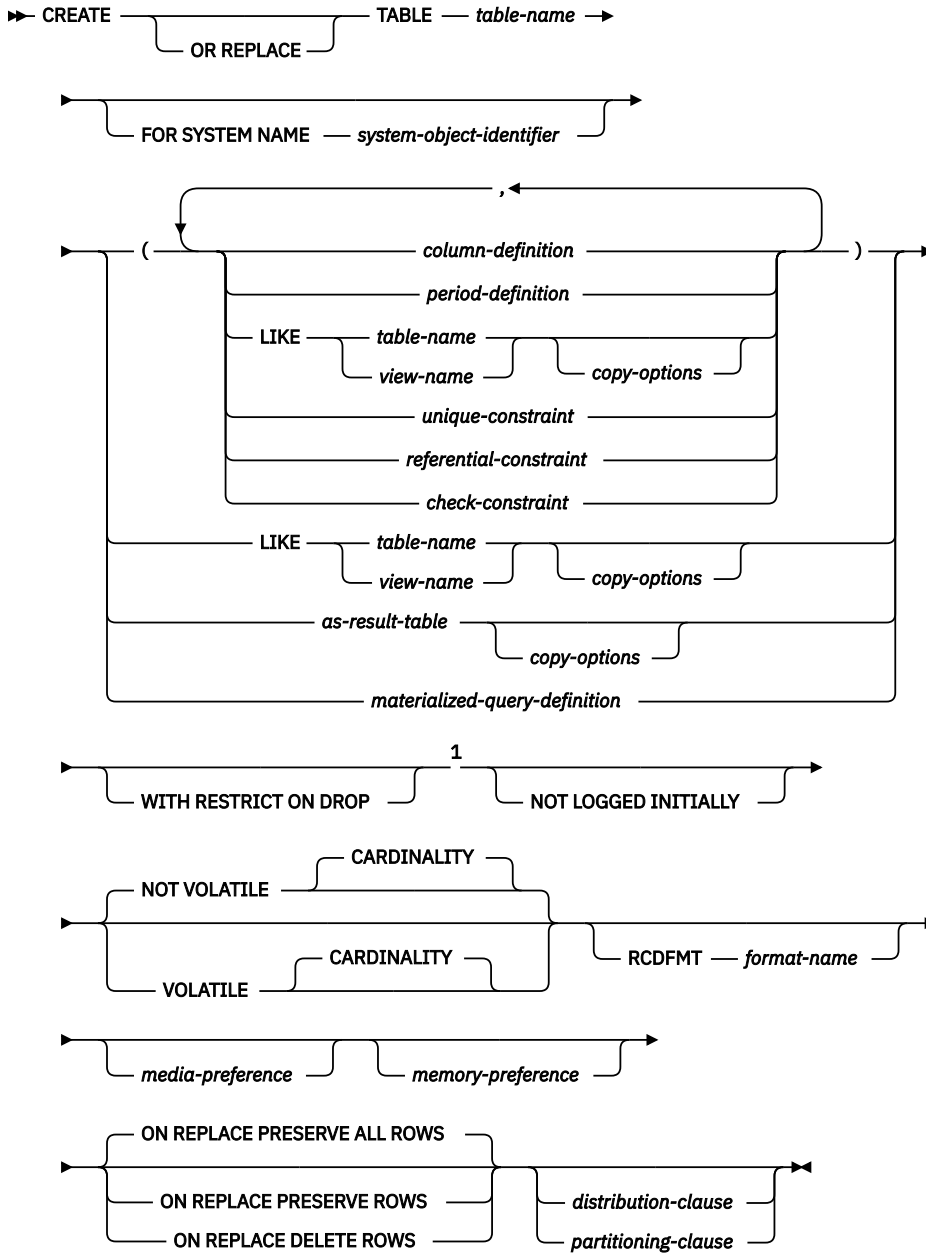 CREATE TABLE table-name
OR REPLACE
FOR SYSTEM NAME system-object-identifier
,
( column-definition )
period-definition
LIKE table-name
view-name copy-options
unique-constraint
referential-constraint
check-constraint
LIKE table-name
view-name copy-options
as-result-table
copy-options
materialized-query-definition
1
WITH RESTRICT ON DROP NOT LOGGED INITIALLY
CARDINALITY
NOT VOLATILE
CARDINALITY RCDFMT format-name
VOLATILE
media-preference memory-preference
ON REPLACE PRESERVE ALL ROWS
ON REPLACE PRESERVE ROWS distribution-clause
ON REPLACE DELETE ROWS partitioning-clause